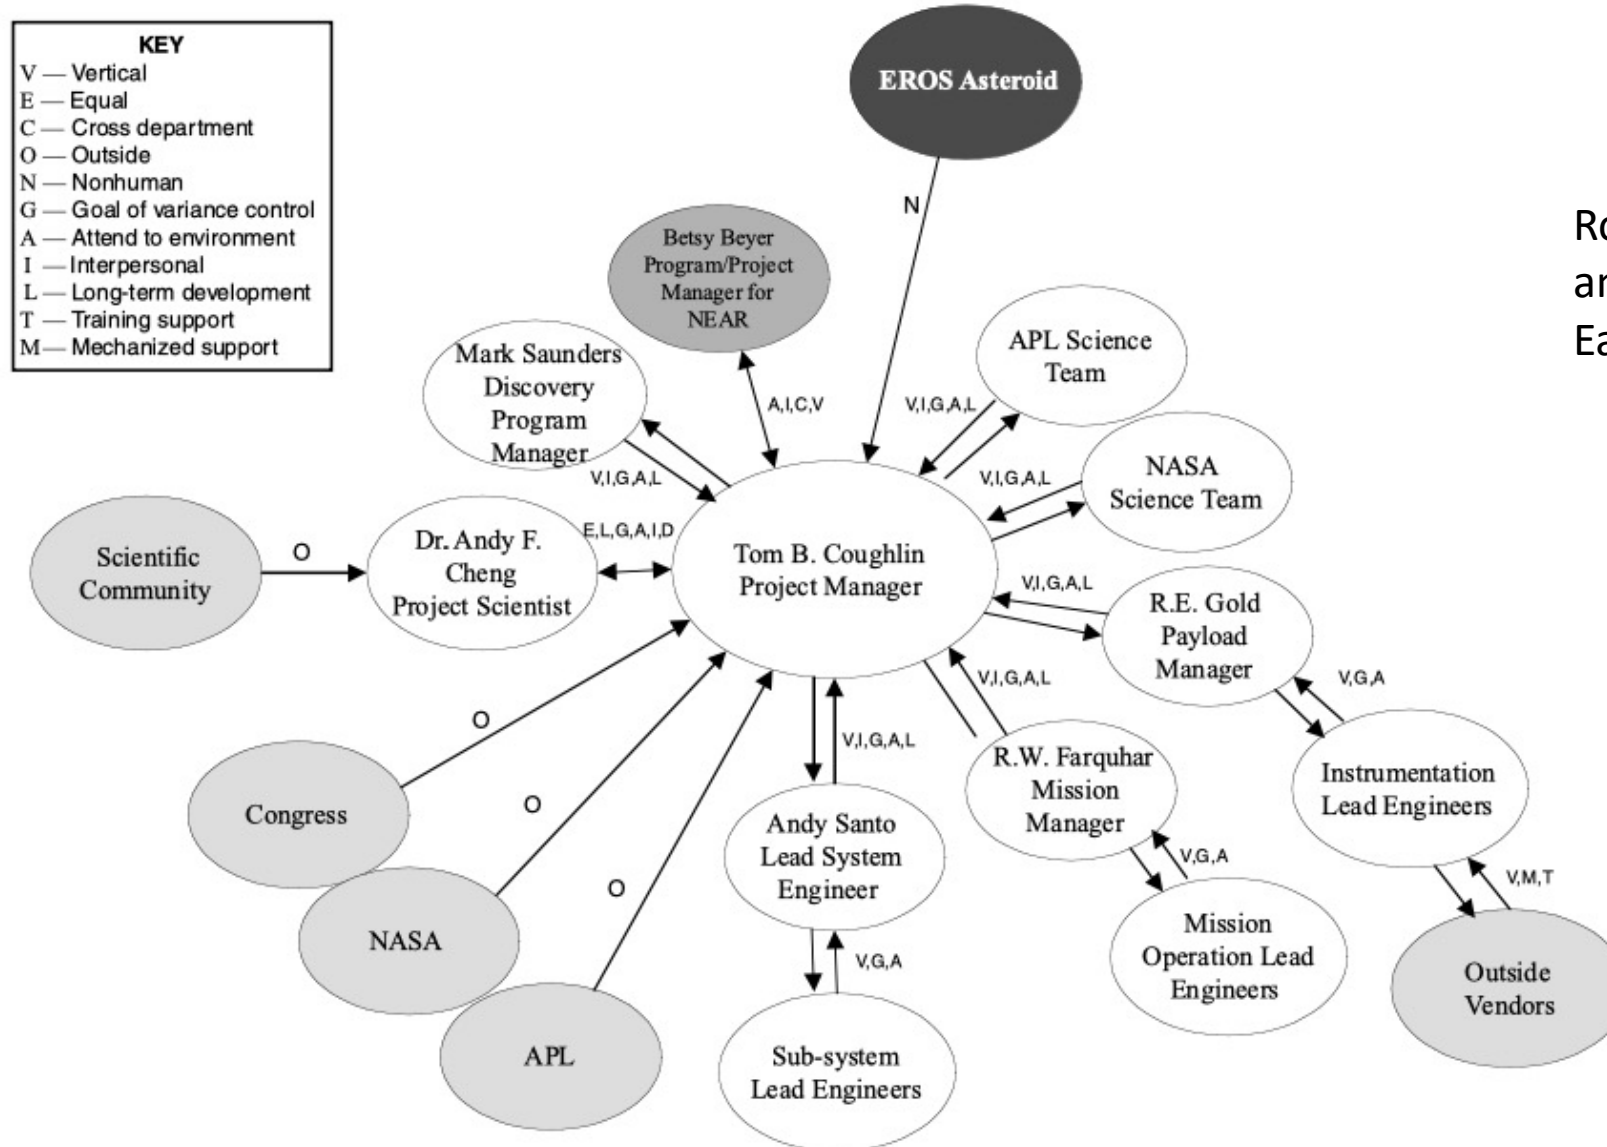 KEY
V — Vertical
E — Equal
C — Cross department
O — Outside
N — Nonhuman
G — Goal of variance control
A — Attend to environment
I — Interpersonal
L — Long-term development
T — Training support
M — Mechanized support
EROS Asteroid
N
Betsy Beyer
Program/Project
Manager for
NEAR
A,I,C,V
Mark Saunders
Discovery
Program
Manager
V,I,G,A,L
APL Science
Team
V,I,G,A,L
NASA
Science Team
V,I,G,A,L
Scientific
Community
O
Dr. Andy F.
Cheng
Project Scientist
E,L,G,A,I,D
Tom B. Coughlin
Project Manager
R.E. Gold
Payload
Manager
V,I,G,A,L
V,G,A
Instrumentation
Lead Engineers
V,M,T
Outside
Vendors
R.W. Farquhar
Mission
Manager
V,I,G,A,L
V,G,A
Mission
Operation Lead
Engineers
Andy Santo
Lead System
Engineer
V,I,G,A,L
V,G,A
Sub-system
Lead Engineers
Congress
O
NASA
O
APL
O